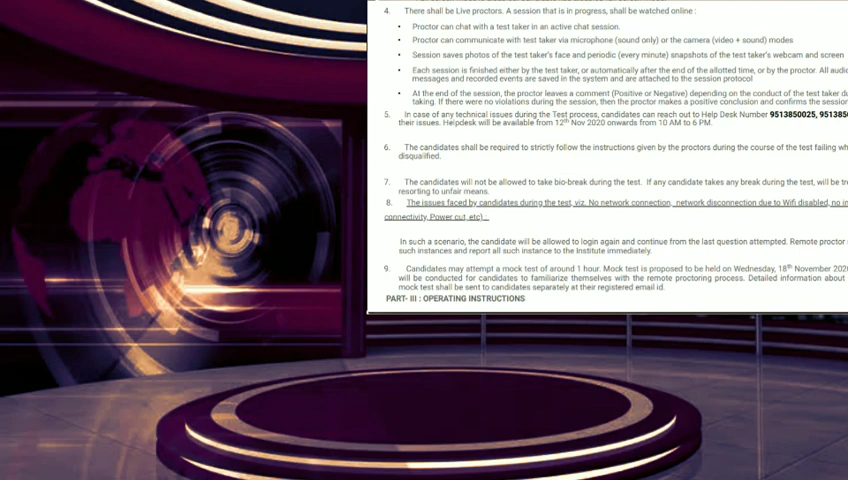 4. There shall be Live proctors. A session that is in progress, shall be watched online :
• Proctor can chat with a test taker in an active chat session.
• Proctor can communicate with test taker via microphone (sound only) or the camera (video + sound) modes
• Session saves photos of the test taker's face and periodic (every minute) snapshots of the test taker's webcam and screen
• Each session is finished either by the test taker, or automatically after the end of the allotted time, or by the proctor. All audio
messages and recorded events are saved in the system and are attached to the session protocol
• At the end of the session, the proctor leaves a comment (Positive or Negative) depending on the conduct of the test taker
taking. If there were no violations during the session, then the proctor makes a positive conclusion and confirms the session
5. In case of any technical issues during the Test process, candidates can reach out to Help Desk Number 9513850025,
their issues. Helpdesk will be available from 12th Nov 2020 onwards from 10 AM to 6 PM.
6. The candidates shall be required to strictly follow the instructions given by the proctors during the course of the test failing
disqualified.
7. The candidates will not be allowed to take bio-break during the test. If any candidate takes any break during the test, will be
resorting to unfair means.
8. The issues faced by candidates during the test, viz. No network connection, network disconnection due to Wifi disabled, no
connectivity, Power cut, etc) :
In such a scenario, the candidate will be allowed to login again and continue from the last question attempted. Remote proctor
such instances and report all such instance to the Institute immediately.
9. Candidates may attempt a mock test of around 1 hour. Mock test is proposed to be held on Wednesday, 18th November 2020
will be conducted for candidates to familiarize themselves with the remote proctoring process. Detailed information about
mock test shall be sent to candidates separately at their registered email id.
PART- III : OPERATING INSTRUCTIONS